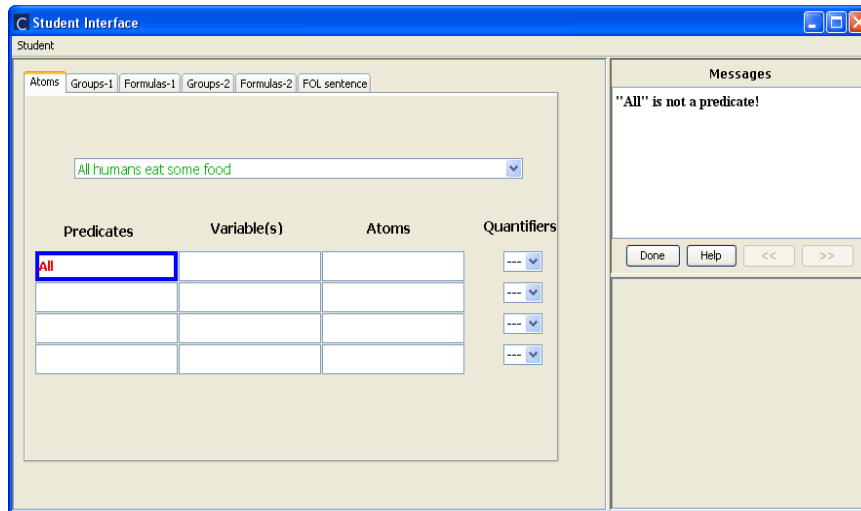 C Student Interface
Student
Atoms Groups-1 Formulas-1 Groups-2 Formulas-2 FOL sentence
All humans eat some food
Predicates Variable(s) Atoms Quantifiers
All ---
---
---
---
Messages
"All" is not a predicate!
Done Help << >>